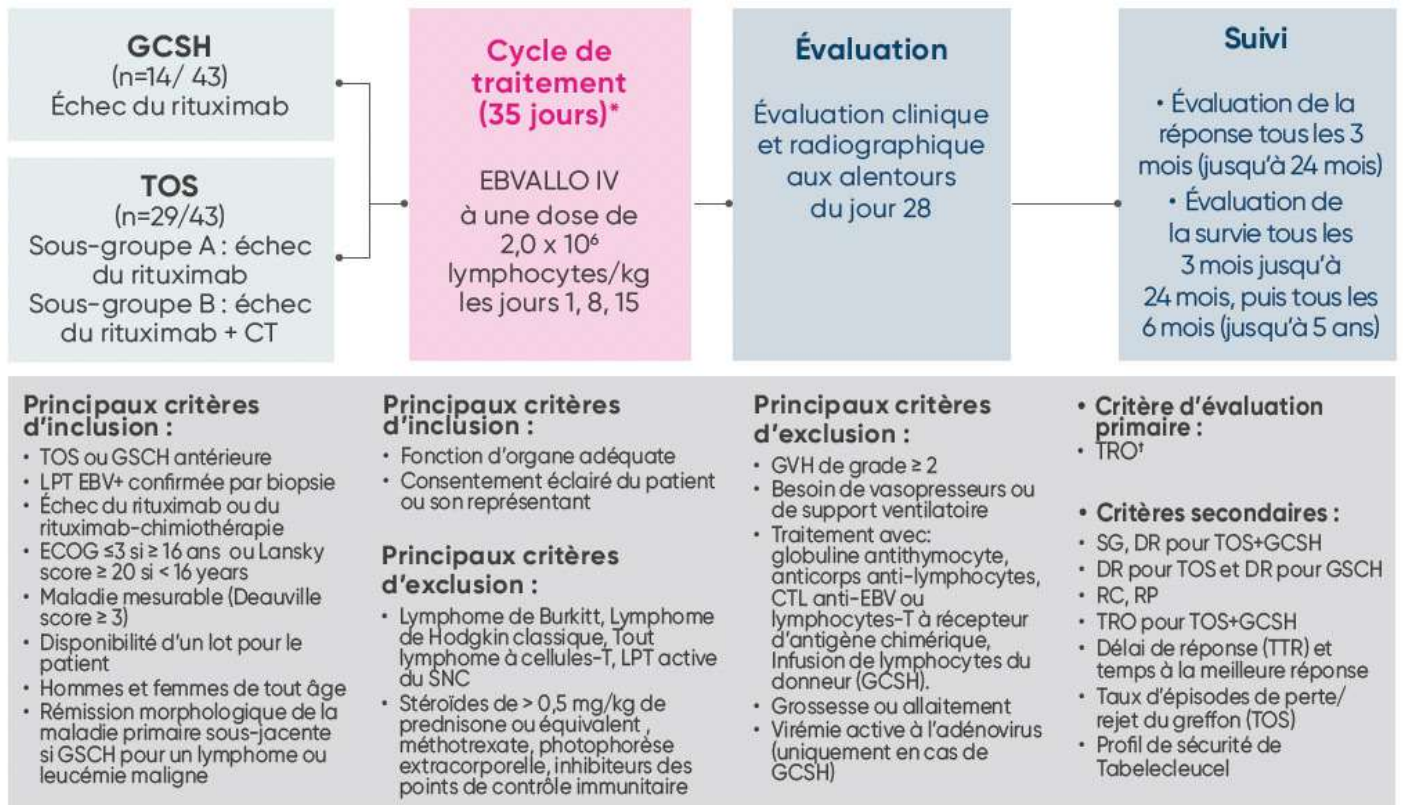 GCSH
(n=14/ 43)
Échec du rituximab
TOS
(n=29/43)
Sous-groupe A : échec
du rituximab
Sous-groupe B : échec
du rituximab + CT
Cycle de
traitement
(35 jours)*
EBVALLO IV
à une dose de
2,0 x 10⁶
lymphocytes/kg
les jours 1, 8, 15
Évaluation
Évaluation clinique
et radiographique
aux alentours
du jour 28
Suivi
• Évaluation de la
réponse tous les 3
mois (jusqu'à 24 mois)
• Évaluation de
la survie tous les
3 mois jusqu'à
24 mois, puis tous les
6 mois (jusqu'à 5 ans)
Principaux critères
d'inclusion :
• TOS ou GSCH antérieure
• LPT EBV+ confirmée par biopsie
• Échec du rituximab ou du
rituximab-chimiothérapie
• ECOG ≤3 si ≥ 16 ans ou Lansky
score ≥ 20 si < 16 years
• Maladie mesurable (Deauville
score ≥ 3)
• Disponibilité d'un lot pour le
patient
• Hommes et femmes de tout âge
• Rémission morphologique de la
maladie primaire sous-jacente
si GSCH pour un lymphome ou
leucémie maligne
Principaux critères
d'inclusion :
• Fonction d'organe adéquate
• Consentement éclairé du patient
ou son représentant
Principaux critères
d'exclusion :
• Lymphome de Burkitt, Lymphome
de Hodgkin classique, Tout
lymphome à cellules-T, LPT active
du SNC
• Stéroïdes de > 0,5 mg/kg de
prednisone ou équivalent ,
méthotrexate, photophorèse
extracorporelle, inhibiteurs des
points de contrôle immunitaire
Principaux critères
d'exclusion :
• GVH de grade ≥ 2
• Besoin de vasopresseurs ou
de support ventilatoire
• Traitement avec:
globuline antithymocyte,
anticorps anti-lymphocytes,
CTL anti-EBV ou
lymphocytes-T à récepteur
d'antigène chimérique,
Infusion de lymphocytes du
donneur (GCSH).
• Grossesse ou allaitement
• Virémie active à l'adénovirus
(uniquement en cas de
GCSH)
• Critère d'évaluation
primaire :
• TRO†
• Critères secondaires :
• SG, DR pour TOS+GCSH
• DR pour TOS et DR pour GSCH
• RC, RP
• TRO pour TOS+GCSH
• Délai de réponse (TTR) et
temps à la meilleure réponse
• Taux d'épisodes de perte/
rejet du greffon (TOS)
• Profil de sécurité de
Tabelecleucel